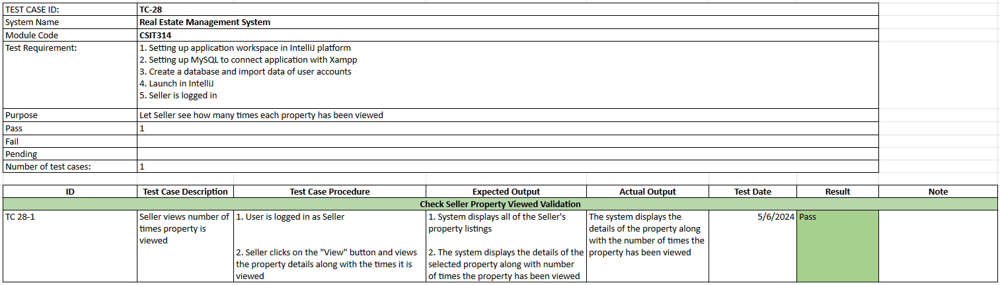 TEST CASE ID: TC-28
System Name Real Estate Management System
Module Code CSIT314
Test Requirement: 1. Setting up application workspace in IntelliJ platform
2. Setting up MySQL to connect application with Xampp
3. Create a database and import data of user accounts
4. Launch in IntelliJ
5. Seller is logged in
Purpose Let Seller see how many times each property has been viewed
Pass 1
Fail
Pending
Number of test cases: 1
ID Test Case Description Test Case Procedure Expected Output Actual Output Test Date Result Note
Check Seller Property Viewed Validation
TC 28-1
Seller views number of
times property is
viewed
1. User is logged in as Seller
2. Seller clicks on the "View" button and views
the property details along with the times it is
viewed
1. System displays all of the Seller's
property listings
2. The system displays the details of the
selected property along with number
of times the property has been viewed
The system displays the
details of the property along
with the number of times the
property has been viewed
5/6/2024
Pass